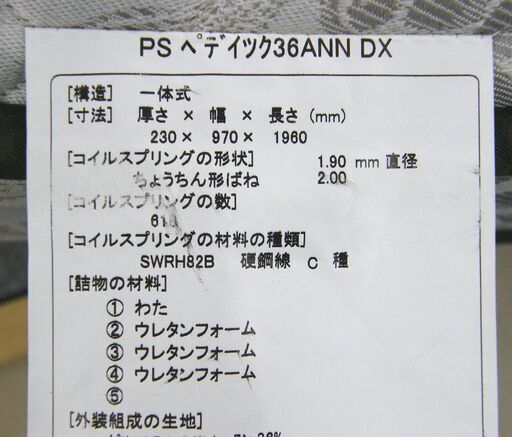 PS ペデイツク36ANN DX
[構造] 一体式
[寸法] 厚さ × 幅 × 長さ (mm)
230 × 970 × 1960
[コイルスプリングの形状] 1.90 mm 直径
ちょうちん形ばね 2.00
[コイルスプリングの数]
[コイルスプリングの材料の種類]
SWRH82B 硬鋼線 C 種
[詰物の材料]
① わた
② ウレタンフォーム
③ ウレタンフォーム
④ ウレタンフォーム
⑤
[外装組成の生地]